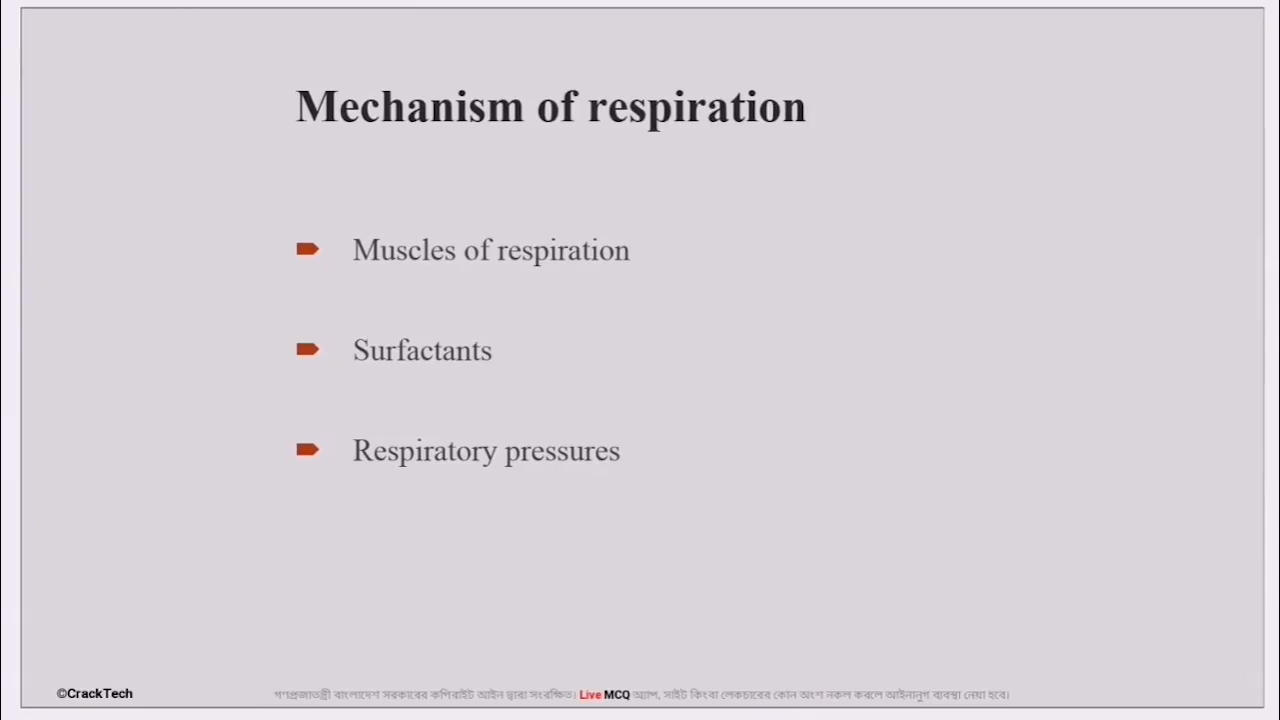 Mechanism of respiration
Muscles of respiration
Surfactants
Respiratory pressures
©CrackTech
গণপ্রজাতন্ত্রী বাংলাদেশ সরকারের কপিরাইট আইন দ্বারা সংরক্ষিত। Live MCQ অ্যাপ, সাইট কিংবা লেকচারের কোন অংশ নকল করলে আইনানুগ ব্যবস্থা নেয়া হবে।